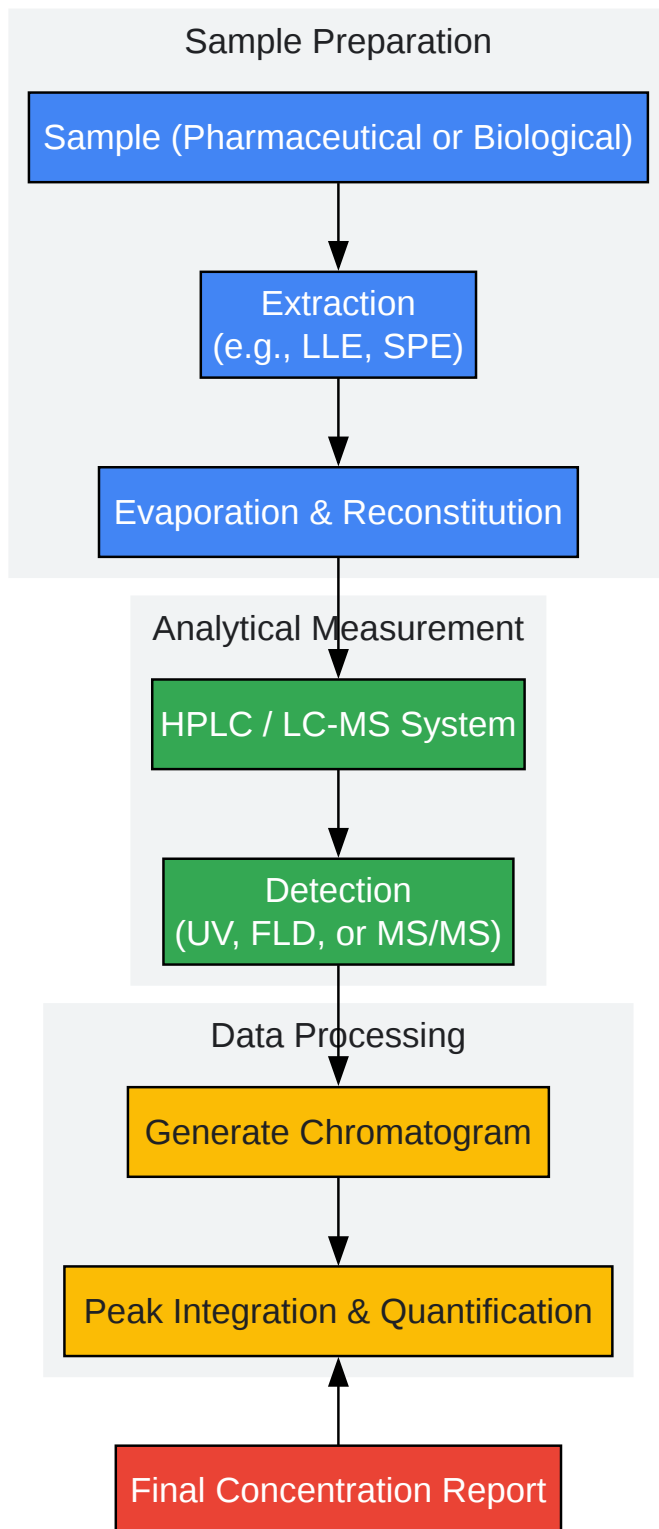 Sample Preparation
Sample (Pharmaceutical or Biological)
Extraction
(e.g., LLE, SPE)
Evaporation & Reconstitution
Analytical Measurement
HPLC / LC-MS System
Detection
(UV, FLD, or MS/MS)
Data Processing
Generate Chromatogram
Peak Integration & Quantification
Final Concentration Report